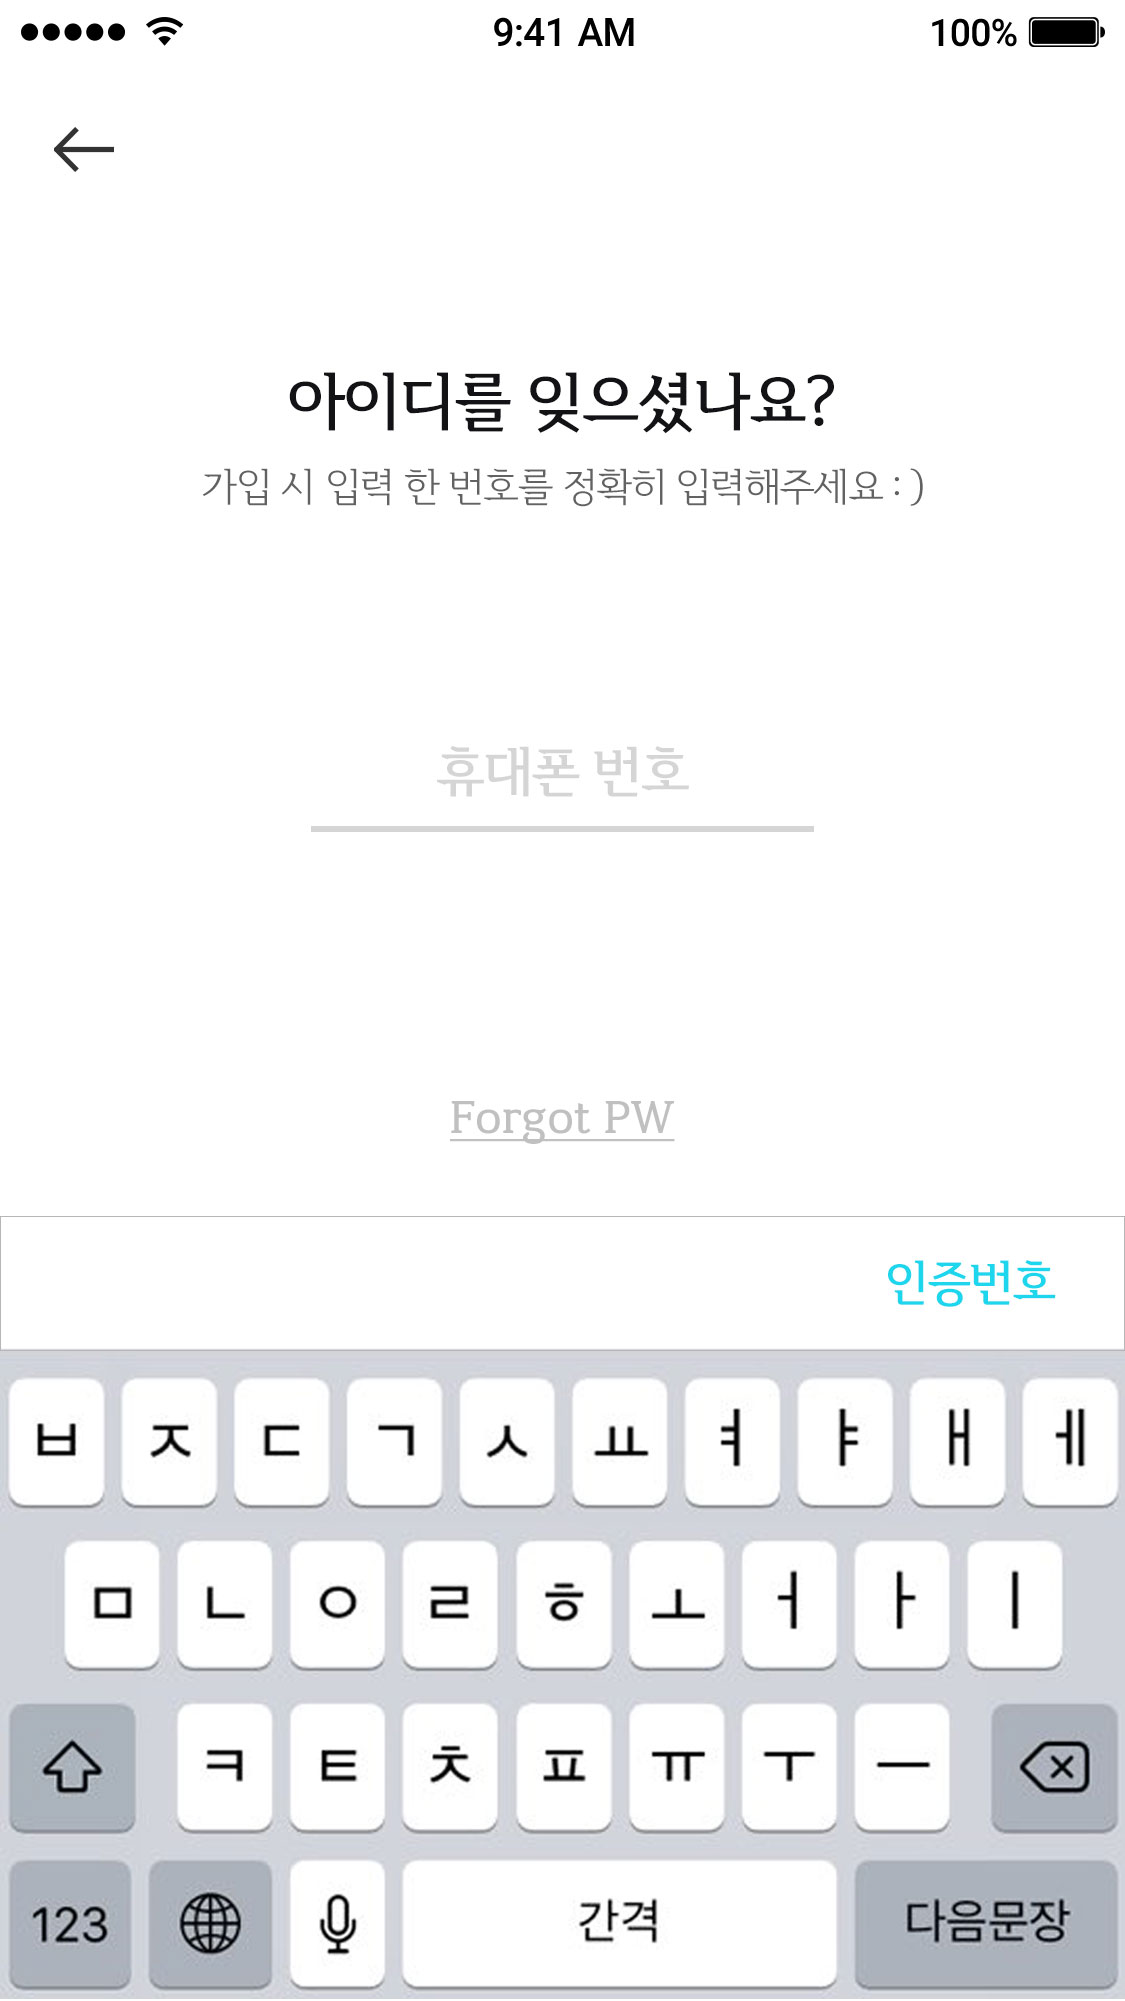 9:41 AM 100%
아이디를 잊으셨나요?
가입 시 입력 한 번호를 정확히 입력해주세요 : )
휴대폰 번호
Forgot PW
인증번호
ㅂ ㅈ ㄷ ㄱ ㅅ ㅛ ㅕ ㅑ ㅐ ㅔ
ㅁ ㄴ ㅇ ㄹ ㅎ ㅗ ㅓ ㅏ ㅣ
ㅋ ㅌ ㅊ ㅍ ㅠ ㅜ ㅡ
123 간격 다음문장